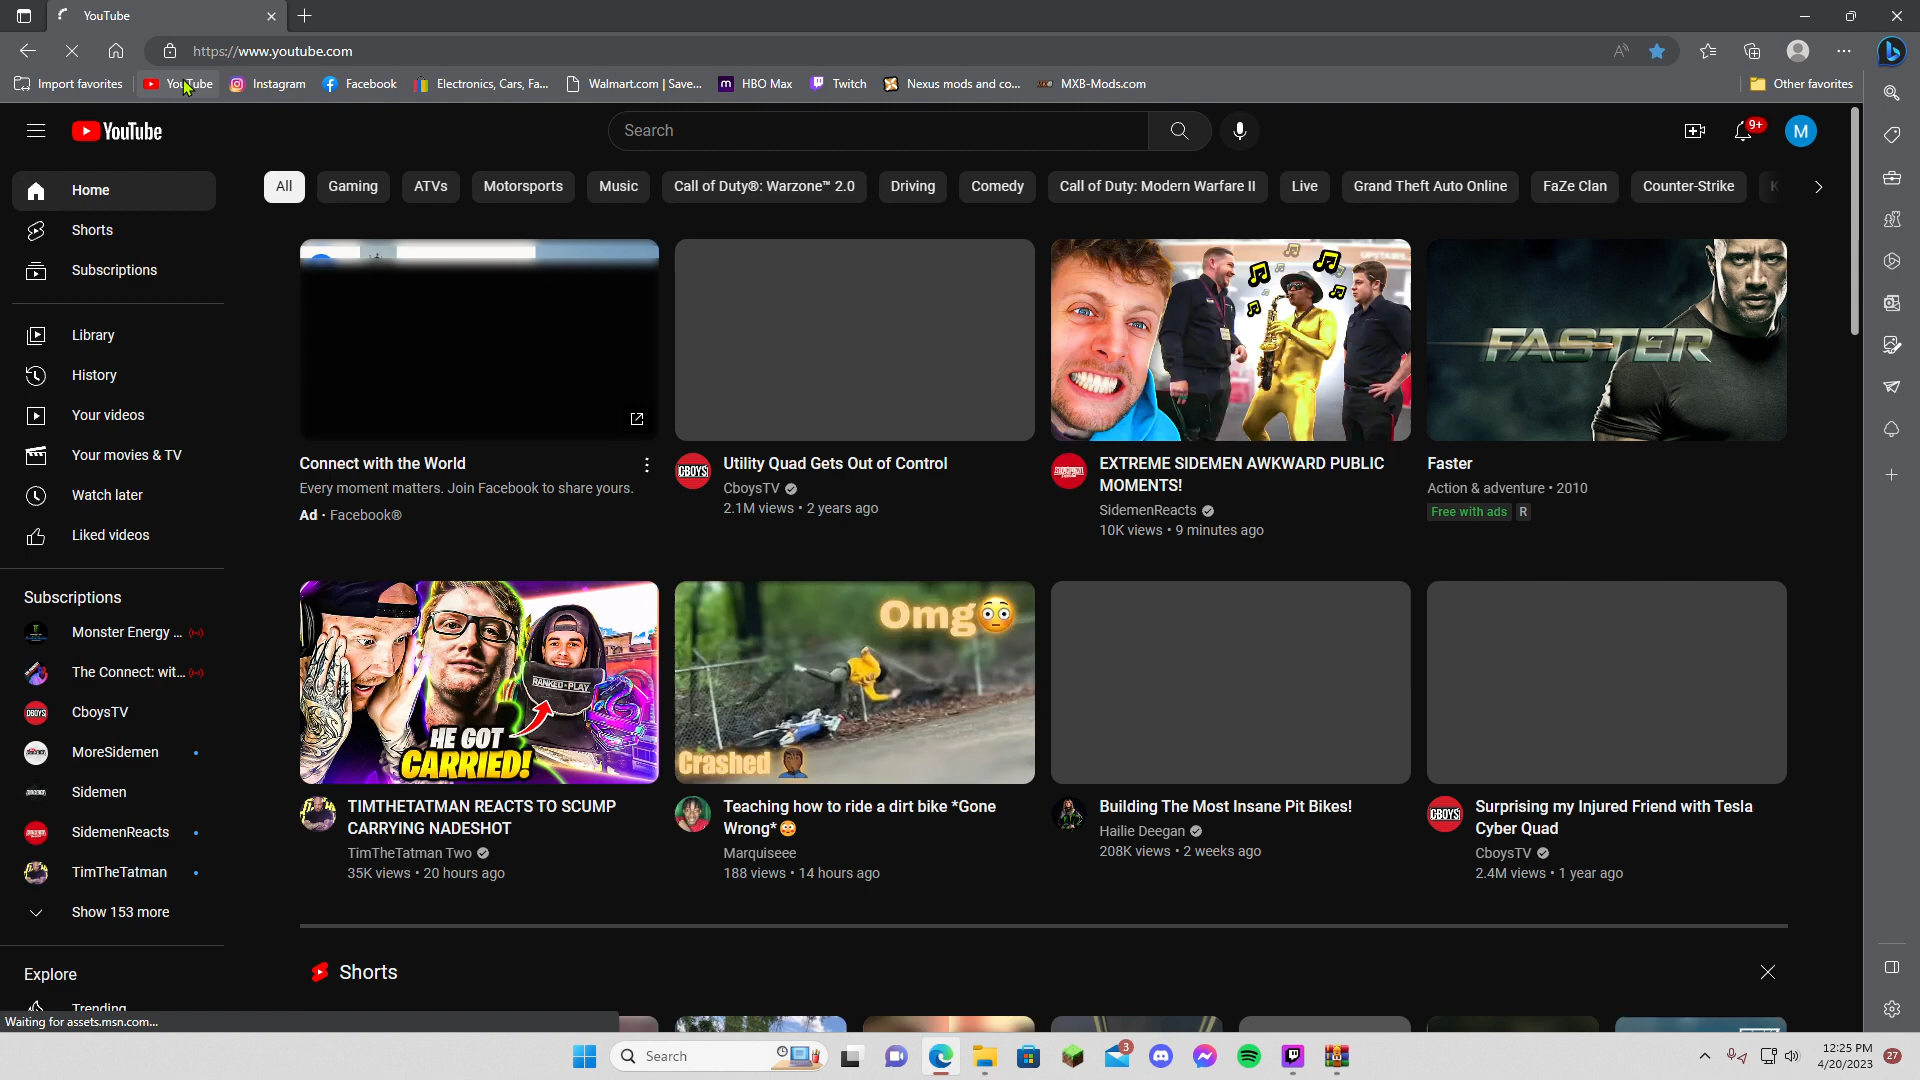 YouTube
https://www.youtube.com
Import favorites
YouTube
Instagram
Facebook
Electronics, Cars, Fa...
Walmart.com | Save...
HBO Max
Twitch
Nexus mods and co...
MXB-Mods.com
Other favorites
YouTube
Search
9+
M
Home
Shorts
Subscriptions
Library
History
Your videos
Your movies & TV
Watch later
Liked videos
Subscriptions
Monster Energy ...
The Connect: wit...
CboysTV
MoreSidemen
Sidemen
SidemenReacts
TimTheTatman
Show 153 more
Explore
Trending
Waiting for assets.msn.com...
All
Gaming
ATVs
Motorsports
Music
Call of Duty®: Warzone™ 2.0
Driving
Comedy
Call of Duty: Modern Warfare II
Live
Grand Theft Auto Online
FaZe Clan
Counter-Strike
K
Connect with the World
Every moment matters. Join Facebook to share yours.
Ad · Facebook®
CBOYS
Utility Quad Gets Out of Control
CboysTV
2.1M views • 2 years ago
EXTREME SIDEMEN AWKWARD PUBLIC
MOMENTS!
SidemenReacts
10K views • 9 minutes ago
FASTER
Faster
Action & adventure • 2010
Free with ads
R
RANKED PLAY
HE GOT
CARRIED!
TIMTHETATMAN REACTS TO SCUMP
CARRYING NADESHOT
TimTheTatman Two
35K views • 20 hours ago
Omg😳
Crashed 🤦🏿
Teaching how to ride a dirt bike *Gone
Wrong*😳
Marquiseee
188 views • 14 hours ago
Building The Most Insane Pit Bikes!
Hailie Deegan
208K views • 2 weeks ago
CBOYS
Surprising my Injured Friend with Tesla
Cyber Quad
CboysTV
2.4M views • 1 year ago
Shorts
Search
3
12:25 PM
4/20/2023
27